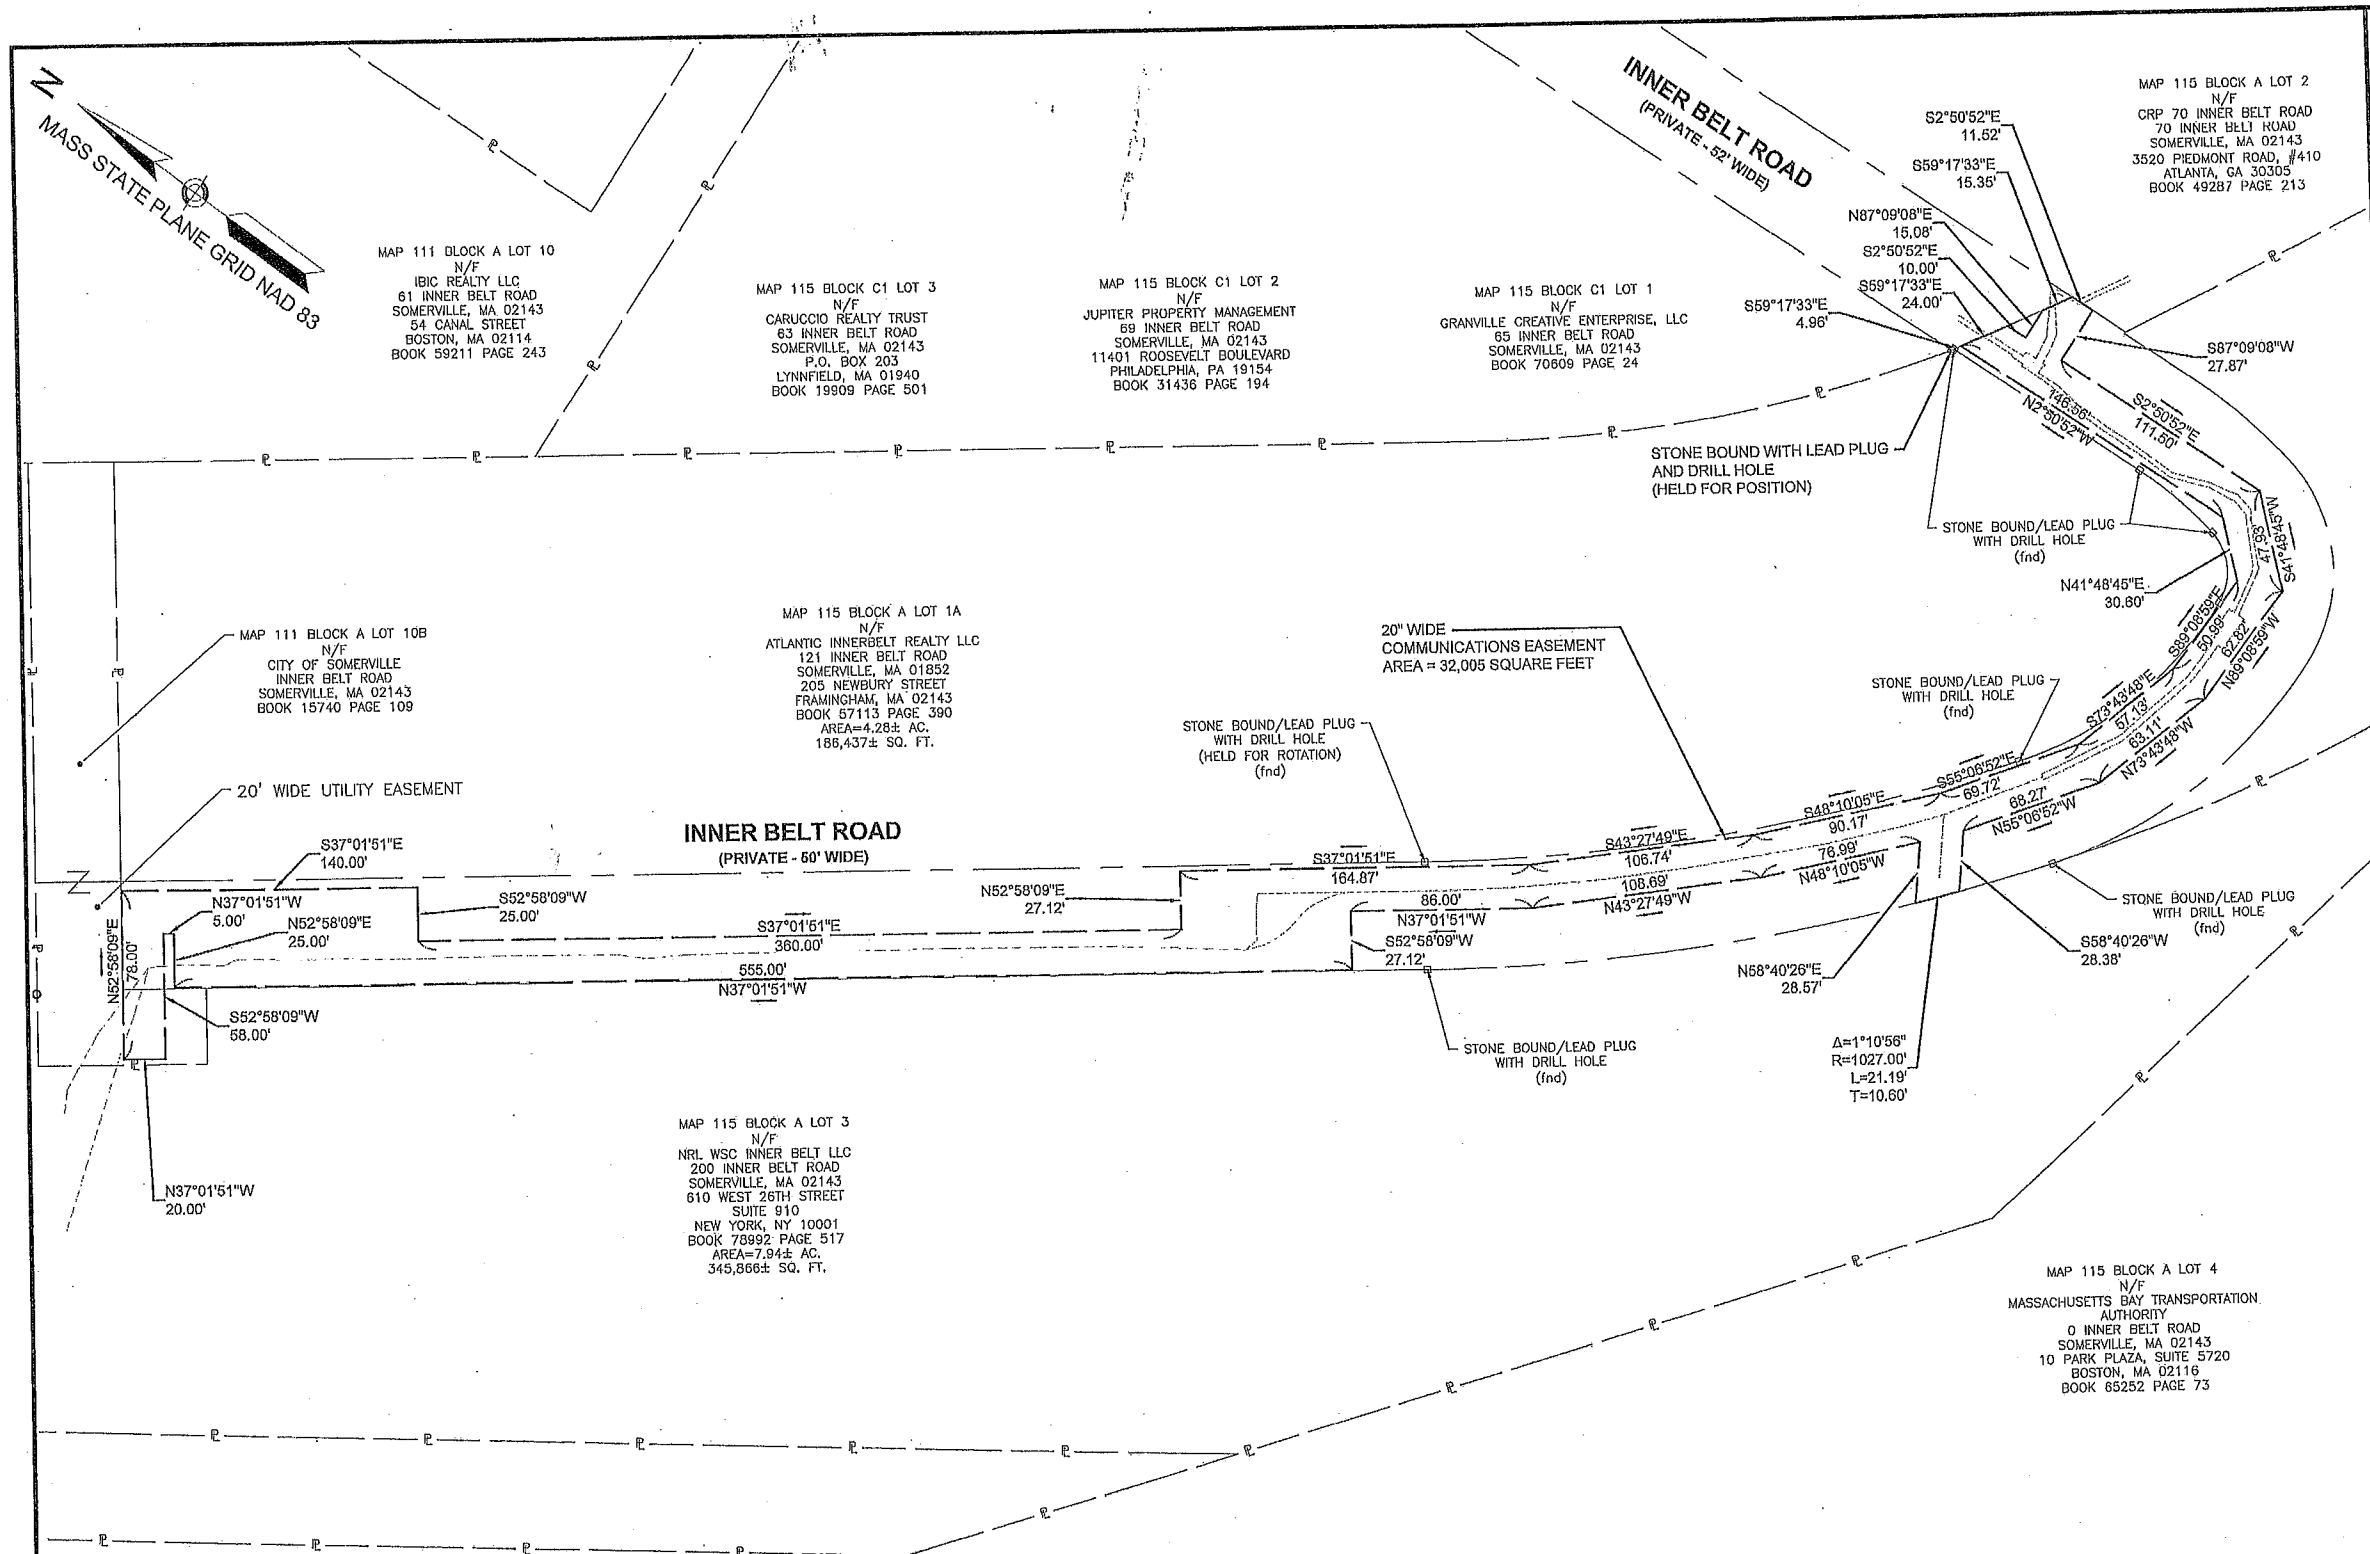 N
MASS STATE PLANE GRID NAD 83
MAP 111 BLOCK A LOT 10
N/F
IBIC REALTY LLC
61 INNER BELT ROAD
SOMERVILLE, MA 02143
54 CANAL STREET
BOSTON, MA 02114
BOOK 59211 PAGE 243
MAP 115 BLOCK C1 LOT 3
N/F
CARUCCIO REALTY TRUST
63 INNER BELT ROAD
SOMERVILLE, MA 02143
P.O. BOX 203
LYNNFIELD, MA 01940
BOOK 19909 PAGE 501
MAP 115 BLOCK C1 LOT 2
N/F
JUPITER PROPERTY MANAGEMENT
69 INNER BELT ROAD
SOMERVILLE, MA 02143
11401 ROOSEVELT BOULEVARD
PHILADELPHIA, PA 19154
BOOK 31436 PAGE 194
MAP 115 BLOCK C1 LOT 1
N/F
GRANVILLE CREATIVE ENTERPRISE, LLC
65 INNER BELT ROAD
SOMERVILLE, MA 02143
BOOK 70609 PAGE 24
INNER BELT ROAD
(PRIVATE - 52' WIDE)
MAP 115 BLOCK A LOT 2
N/F
CRP 70 INNER BELT ROAD
70 INNER BELT ROAD
SOMERVILLE, MA 02143
3520 PIEDMONT ROAD, #410
ATLANTA, GA 30305
BOOK 49287 PAGE 213
S2°50'52"E
11.52'
S59°17'33"E
15.35'
N87°09'08"E
15.08'
S2°50'52"E
10.00'
S59°17'33"E
24.00'
S59°17'33"E
4.96'
S87°09'08"W
27.87'
146.56'
N2°50'52"W
S2°50'52"E
111.50'
STONE BOUND WITH LEAD PLUG
AND DRILL HOLE
(HELD FOR POSITION)
STONE BOUND/LEAD PLUG
WITH DRILL HOLE
(fnd)
S41°48'45"W
47.93'
N41°48'45"E
30.60'
S89°08'59"E
50.99'
62.82'
N89°08'59"W
S73°43'48"E
57.13'
63.11'
N73°43'48"W
STONE BOUND/LEAD PLUG
WITH DRILL HOLE
(fnd)
S55°06'52"E
69.72'
68.27'
N55°06'52"W
MAP 111 BLOCK A LOT 10B
N/F
CITY OF SOMERVILLE
INNER BELT ROAD
SOMERVILLE, MA 02143
BOOK 15740 PAGE 109
MAP 115 BLOCK A LOT 1A
N/F
ATLANTIC INNERBELT REALTY LLC
121 INNER BELT ROAD
SOMERVILLE, MA 01852
205 NEWBURY STREET
FRAMINGHAM, MA 02143
BOOK 57113 PAGE 390
AREA=4.28± AC.
186,437± SQ. FT.
20" WIDE
COMMUNICATIONS EASEMENT
AREA = 32,005 SQUARE FEET
STONE BOUND/LEAD PLUG
WITH DRILL HOLE
(HELD FOR ROTATION)
(fnd)
20' WIDE UTILITY EASEMENT
INNER BELT ROAD
(PRIVATE - 50' WIDE)
S37°01'51"E
140.00'
N37°01'51"W
5.00'
N52°58'09"E
25.00'
S52°58'09"W
25.00'
N52°58'09"E
27.12'
S37°01'51"E
360.00'
555.00'
N37°01'51"W
N52°58'09"E
78.00'
S52°58'09"W
58.00'
N37°01'51"W
20.00'
S37°01'51"E
164.87'
86.00'
N37°01'51"W
S52°58'09"W
27.12'
S43°27'49"E
106.74'
108.69'
N43°27'49"W
S48°10'05"E
90.17'
76.99'
N48°10'05"W
N58°40'26"E
28.57'
S58°40'26"W
28.38'
STONE BOUND/LEAD PLUG
WITH DRILL HOLE
(fnd)
STONE BOUND/LEAD PLUG
WITH DRILL HOLE
(fnd)
Δ=1°10'56"
R=1027.00'
L=21.19'
T=10.60'
MAP 115 BLOCK A LOT 3
N/F
NRL WSC INNER BELT LLC
200 INNER BELT ROAD
SOMERVILLE, MA 02143
610 WEST 26TH STREET
SUITE 910
NEW YORK, NY 10001
BOOK 78992 PAGE 517
AREA=7.94± AC.
345,866± SQ. FT.
MAP 115 BLOCK A LOT 4
N/F
MASSACHUSETTS BAY TRANSPORTATION
AUTHORITY
0 INNER BELT ROAD
SOMERVILLE, MA 02143
10 PARK PLAZA, SUITE 5720
BOSTON, MA 02116
BOOK 65252 PAGE 73